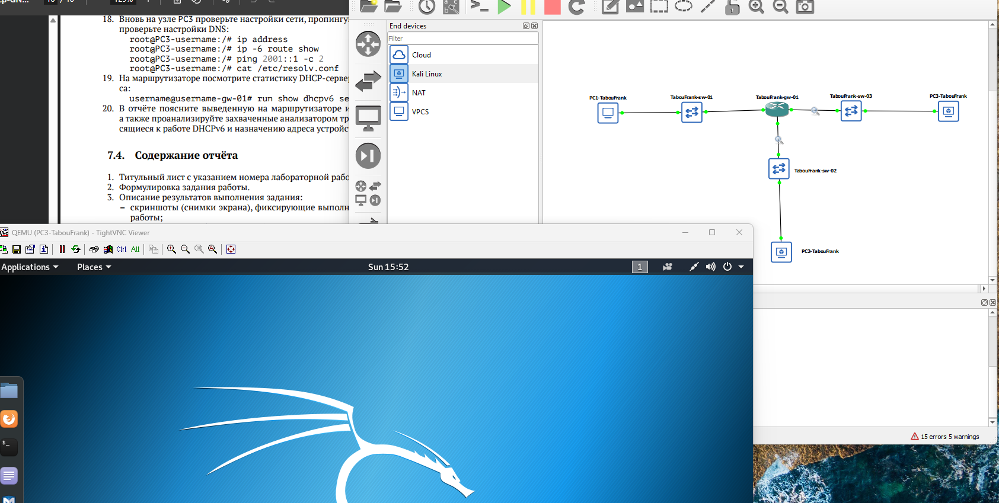 10 / 10
129%
18. Вновь на узле PC3 проверьте настройки сети, пропингу
проверьте настройки DNS:
root@PC3-username:/# ip address
root@PC3-username:/# ip -6 route show
root@PC3-username:/# ping 2001::1 -c 2
root@PC3-username:/# cat /etc/resolv.conf
19. На маршрутизаторе посмотрите статистику DHCP-сервер
са:
username@username-gw-01# run show dhcpv6 se
20. В отчёте поясните выведенную на маршрутизаторе и
а также проанализируйте захваченные анализатором тр
сящиеся к работе DHCPv6 и назначению адреса устройс
7.4. Содержание отчёта
1. Титульный лист с указанием номера лабораторной рабо
2. Формулировка задания работы.
3. Описание результатов выполнения задания:
– скриншоты (снимки экрана), фиксирующие выполн
работы;
End devices
Filter
Cloud
Kali Linux
NAT
VPCS
PC1-TabouFrank
TabouFrank-sw-01
TabouFrank-gw-01
TabouFrank-sw-03
PC3-TabouFrank
TabouFrank-sw-02
PC2-TabouFrank
15 errors 5 warnings
QEMU (PC3-TabouFrank) - TightVNC Viewer
Ctrl Alt
Applications
Places
Sun 15:52
1
$_